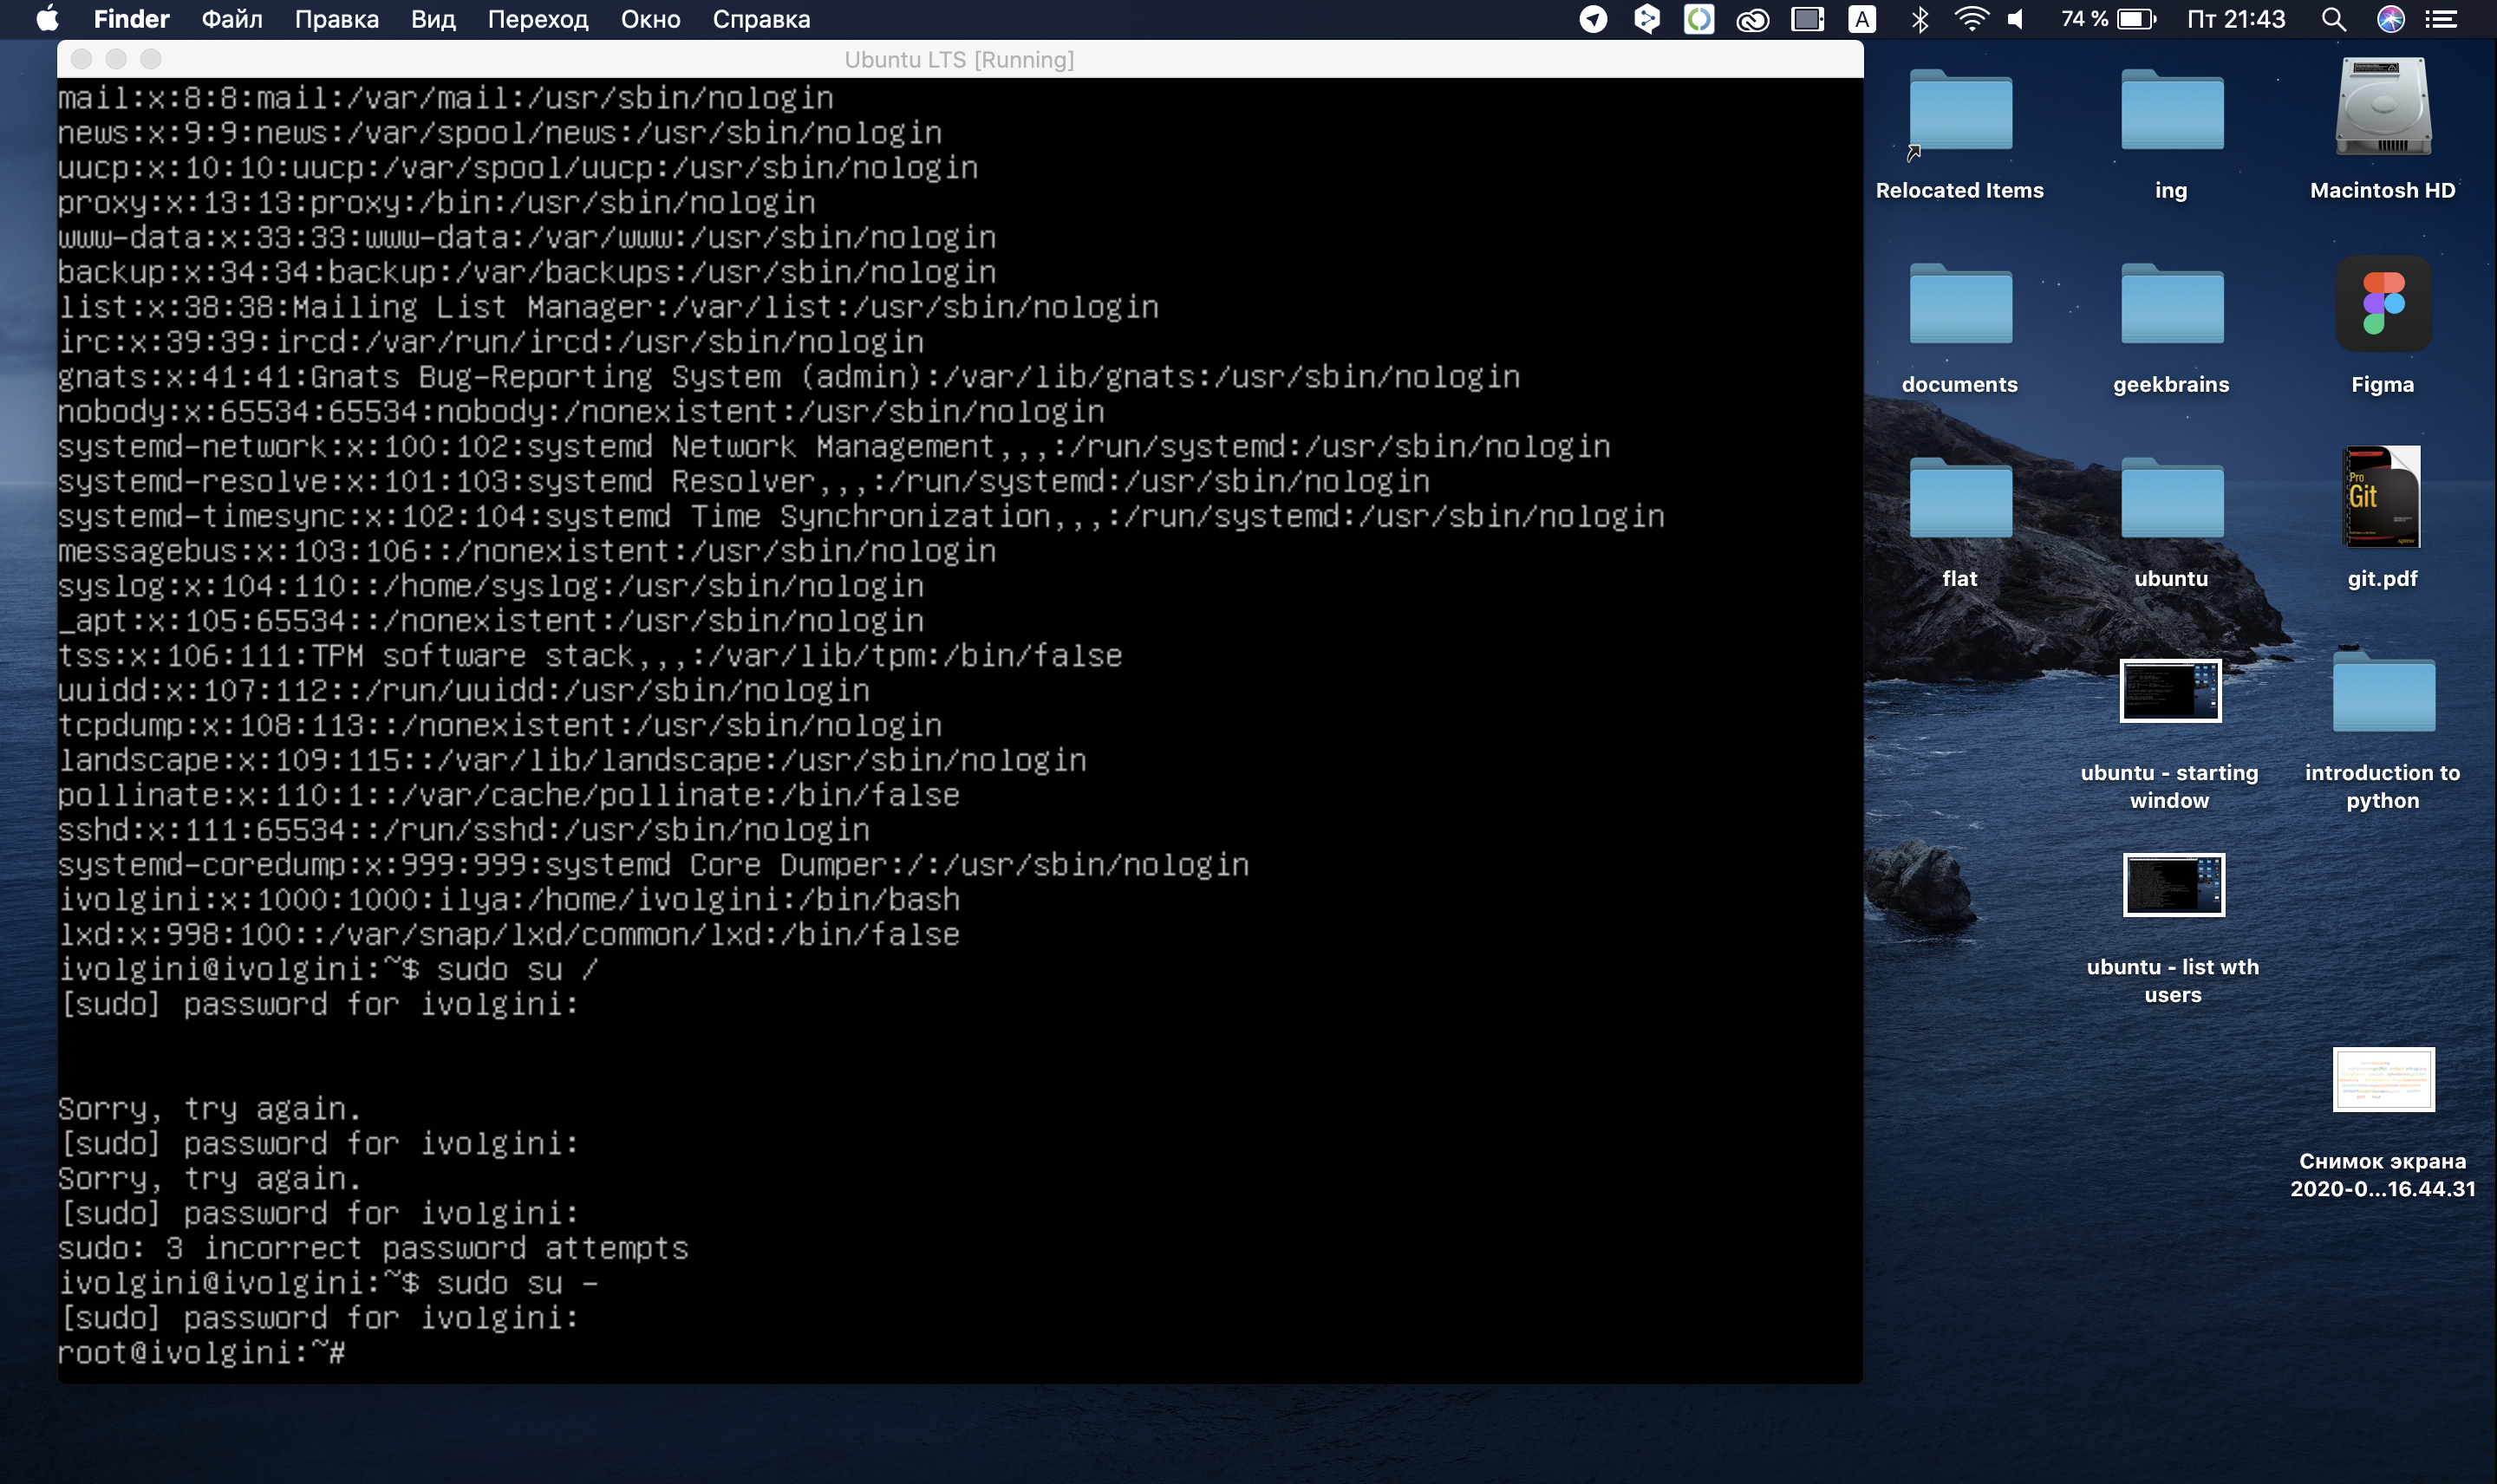 Finder Файл Правка Вид Переход Окно Справка A 74 % Пт 21:43
Ubuntu LTS [Running]
mail:x:8:8:mail:/var/mail:/usr/sbin/nologin
news:x:9:9:news:/var/spool/news:/usr/sbin/nologin
uucp:x:10:10:uucp:/var/spool/uucp:/usr/sbin/nologin
proxy:x:13:13:proxy:/bin:/usr/sbin/nologin
www-data:x:33:33:www-data:/var/www:/usr/sbin/nologin
backup:x:34:34:backup:/var/backups:/usr/sbin/nologin
list:x:38:38:Mailing List Manager:/var/list:/usr/sbin/nologin
irc:x:39:39:ircd:/var/run/ircd:/usr/sbin/nologin
gnats:x:41:41:Gnats Bug-Reporting System (admin):/var/lib/gnats:/usr/sbin/nologin
nobody:x:65534:65534:nobody:/nonexistent:/usr/sbin/nologin
systemd-network:x:100:102:systemd Network Management,,,:/run/systemd:/usr/sbin/nologin
systemd-resolve:x:101:103:systemd Resolver,,,:/run/systemd:/usr/sbin/nologin
systemd-timesync:x:102:104:systemd Time Synchronization,,,:/run/systemd:/usr/sbin/nologin
messagebus:x:103:106::/nonexistent:/usr/sbin/nologin
syslog:x:104:110::/home/syslog:/usr/sbin/nologin
_apt:x:105:65534::/nonexistent:/usr/sbin/nologin
tss:x:106:111:TPM software stack,,,:/var/lib/tpm:/bin/false
uuidd:x:107:112::/run/uuidd:/usr/sbin/nologin
tcpdump:x:108:113::/nonexistent:/usr/sbin/nologin
landscape:x:109:115::/var/lib/landscape:/usr/sbin/nologin
pollinate:x:110:1::/var/cache/pollinate:/bin/false
sshd:x:111:65534::/run/sshd:/usr/sbin/nologin
systemd-coredump:x:999:999:systemd Core Dumper:/:/usr/sbin/nologin
ivolgini:x:1000:1000:ilya:/home/ivolgini:/bin/bash
lxd:x:998:100::/var/snap/lxd/common/lxd:/bin/false
ivolgini@ivolgini:~$ sudo su /
[sudo] password for ivolgini:
Sorry, try again.
[sudo] password for ivolgini:
Sorry, try again.
[sudo] password for ivolgini:
sudo: 3 incorrect password attempts
ivolgini@ivolgini:~$ sudo su -
[sudo] password for ivolgini:
root@ivolgini:~#
Relocated Items
ing
Macintosh HD
documents
geekbrains
Figma
flat
ubuntu
Pro
Git
git.pdf
ubuntu - starting
window
introduction to
python
ubuntu - list wth
users
Снимок экрана
2020-0...16.44.31